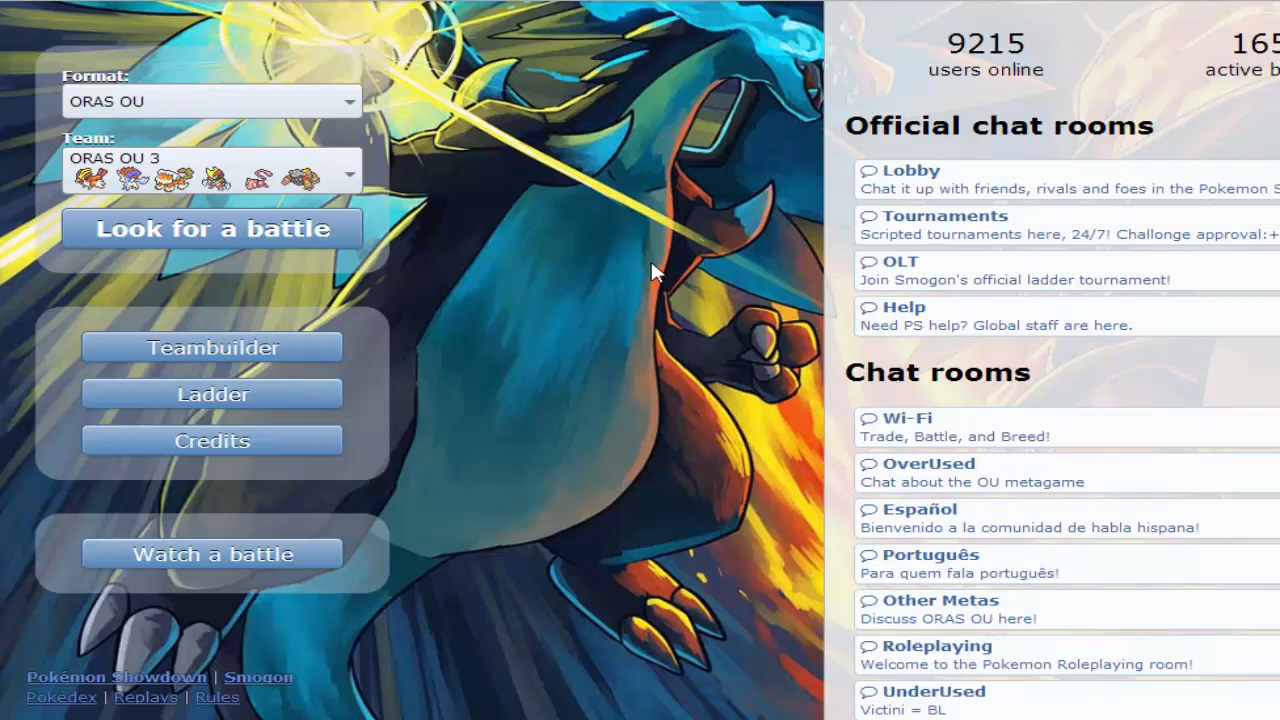 Format:
ORAS OU
Team:
ORAS OU 3
Look for a battle
Teambuilder
Ladder
Credits
Watch a battle
Pokémon Showdown | Smogon
Pokédex | Replays | Rules
9215
users online
165
active b
Official chat rooms
Lobby
Chat it up with friends, rivals and foes in the Pokemon S
Tournaments
Scripted tournaments here, 24/7! Challonge approval:+
OLT
Join Smogon's official ladder tournament!
Help
Need PS help? Global staff are here.
Chat rooms
Wi-Fi
Trade, Battle, and Breed!
OverUsed
Chat about the OU metagame
Español
Bienvenido a la comunidad de habla hispana!
Português
Para quem fala português!
Other Metas
Discuss ORAS OU here!
Roleplaying
Welcome to the Pokemon Roleplaying room!
UnderUsed
Victini = BL